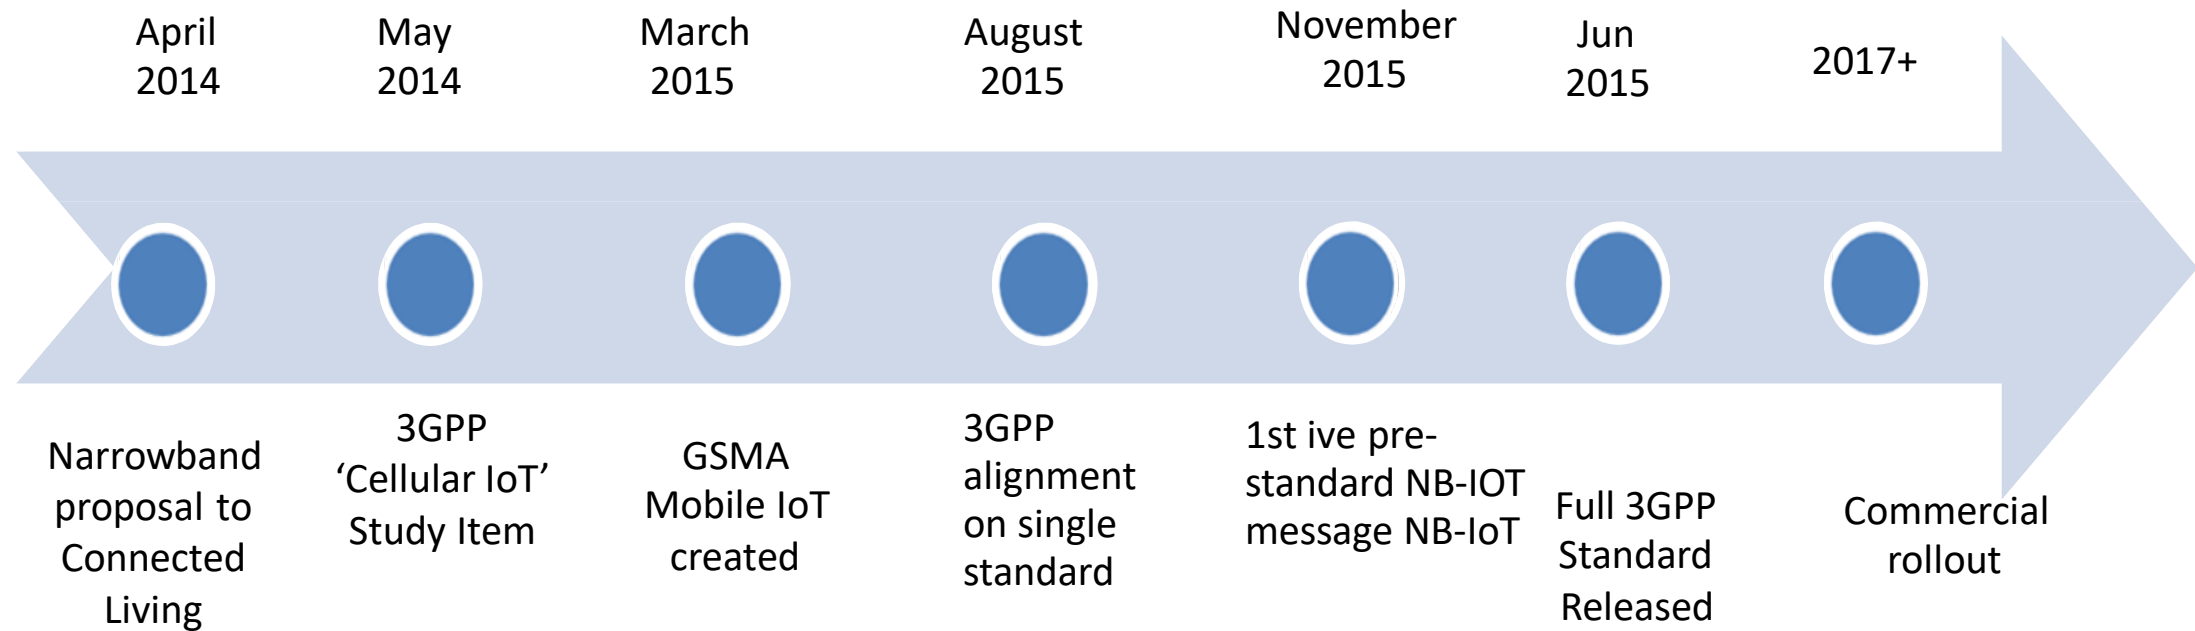 April
2014
May
2014
March
2015
August
2015
November
2015
Jun
2015
2017+
Narrowband
proposal to
Connected
Living
3GPP
‘Cellular IoT’
Study Item
GSMA
Mobile IoT
created
3GPP
alignment
on single
standard
1st ive pre-
standard NB-IOT
message NB-IoT
Full 3GPP
Standard
Released
Commercial
rollout